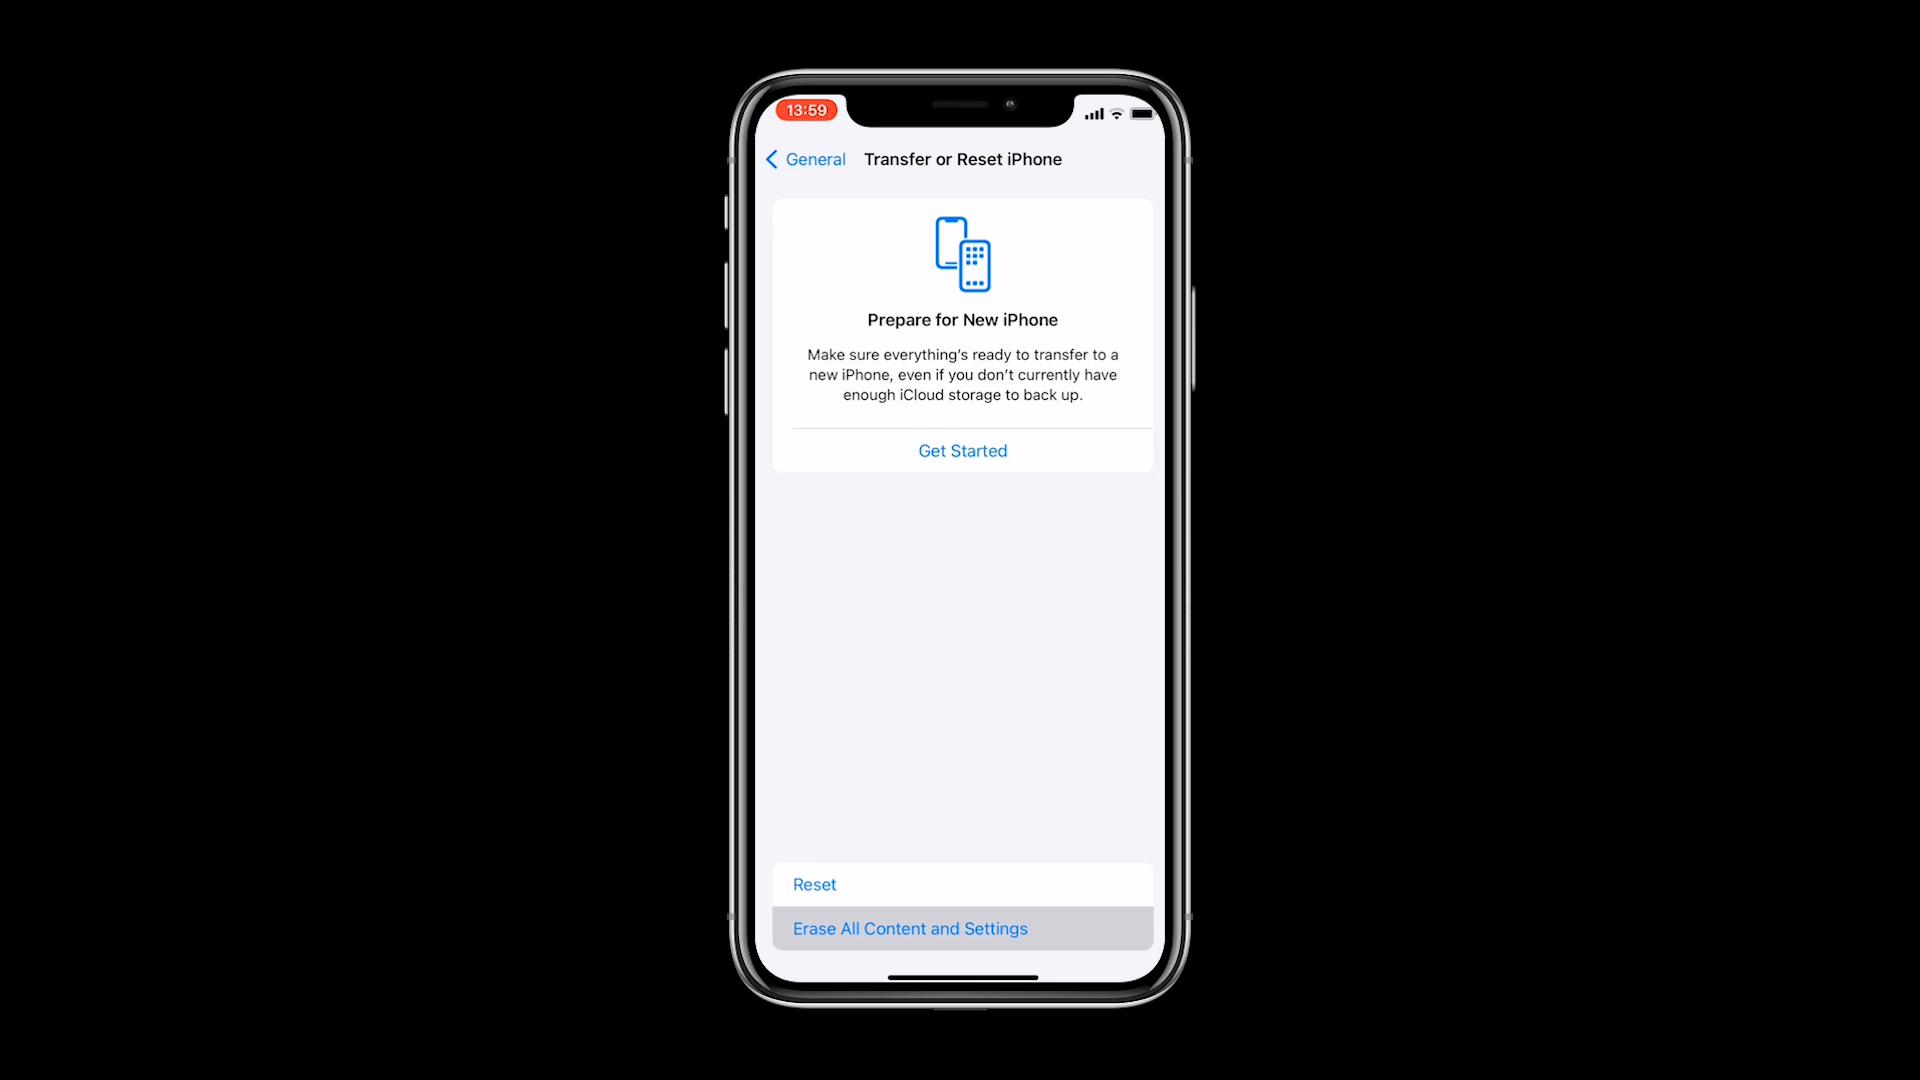 13:59
General
Transfer or Reset iPhone
Prepare for New iPhone
Make sure everything’s ready to transfer to a
new iPhone, even if you don’t currently have
enough iCloud storage to back up.
Get Started
Reset
Erase All Content and Settings